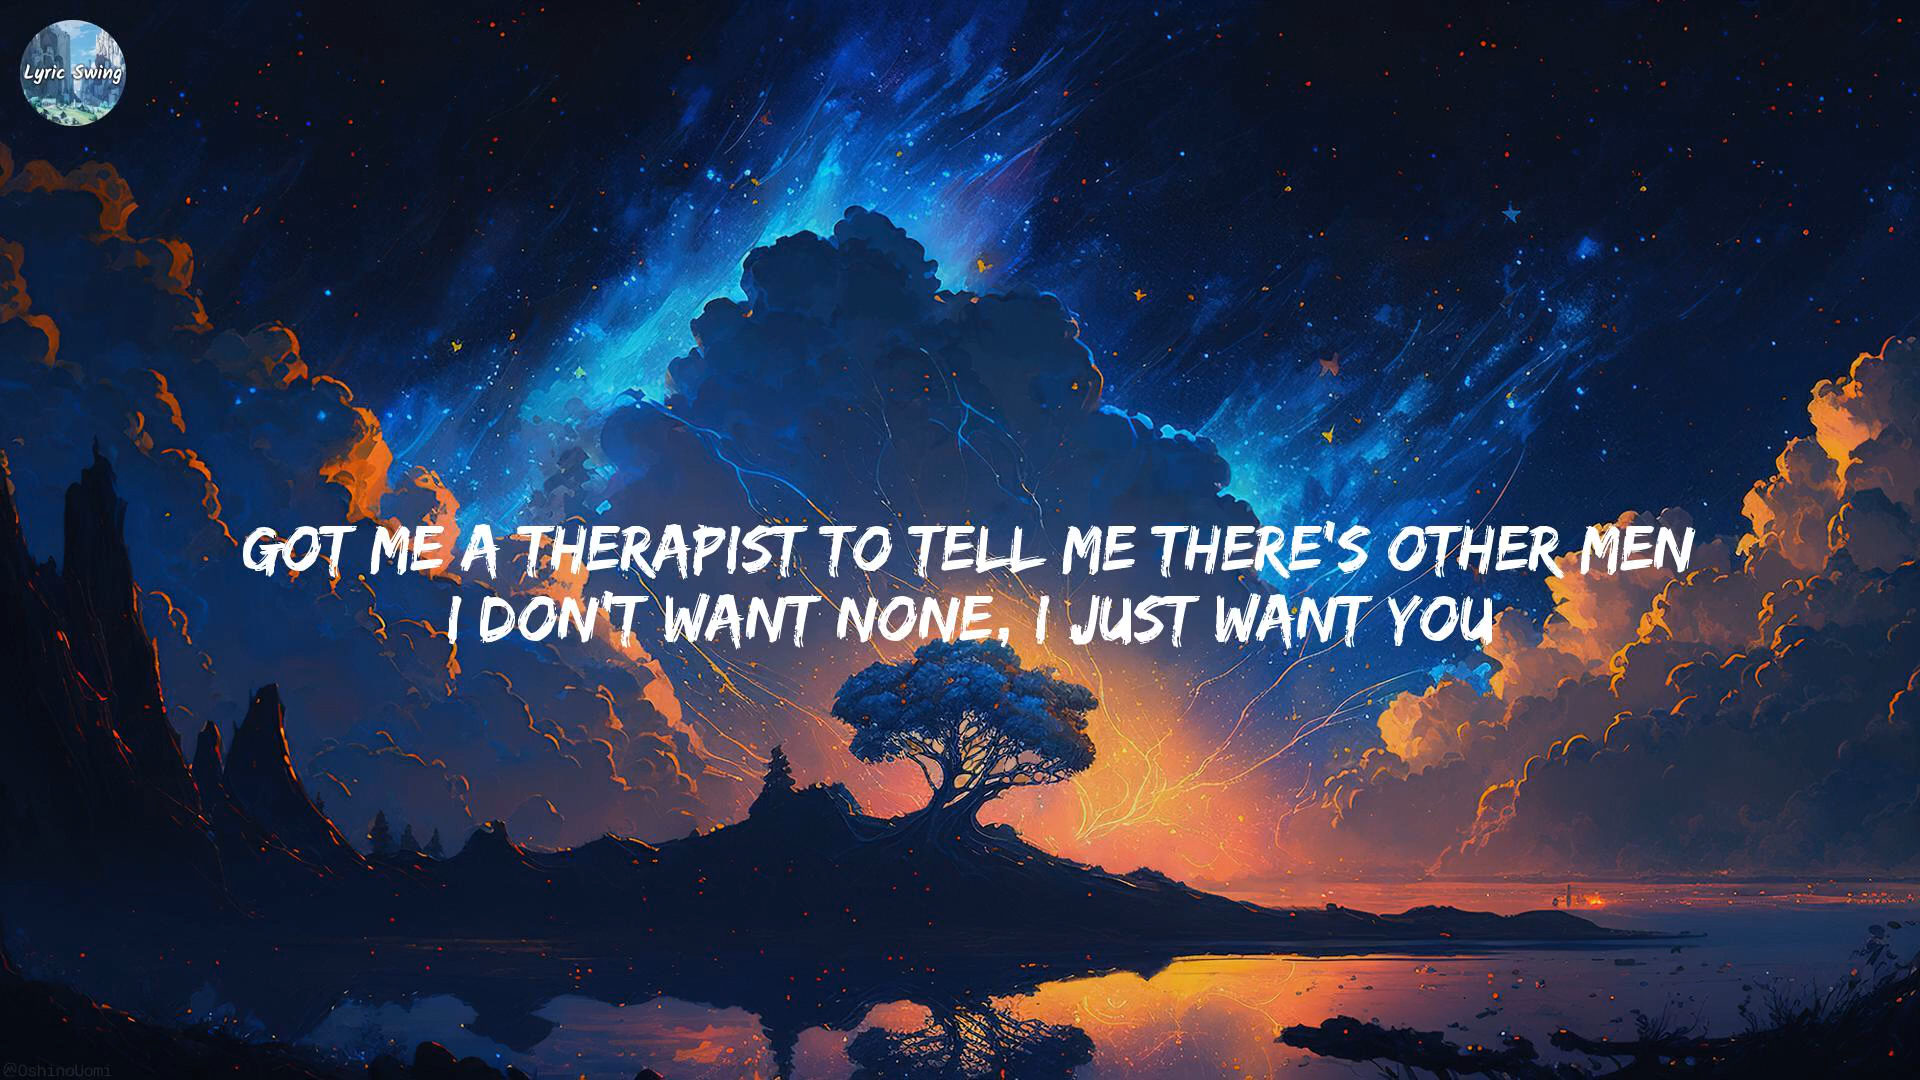 Lyric Swing
GOT ME A THERAPIST TO TELL ME THERE'S OTHER MEN
I DON'T WANT NONE, I JUST WANT YOU
@OshinoUomi